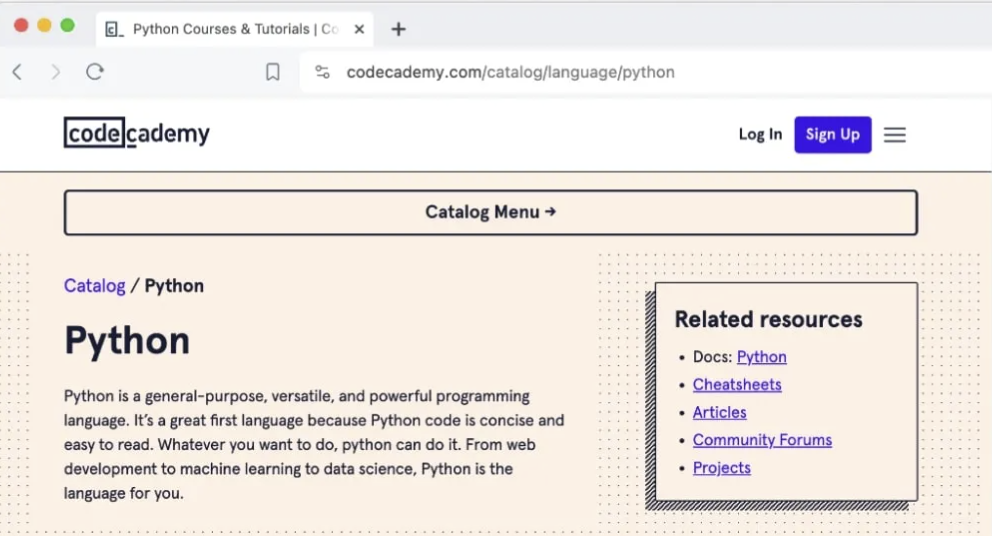 Python Courses & Tutorials | Co
codecademy.com/catalog/language/python
codecademy
Log In
Sign Up
Catalog Menu →
Catalog / Python
Python
Python is a general-purpose, versatile, and powerful programming
language. It's a great first language because Python code is concise and
easy to read. Whatever you want to do, python can do it. From web
development to machine learning to data science, Python is the
language for you.
Related resources
• Docs: Python
• Cheatsheets
• Articles
• Community Forums
• Projects